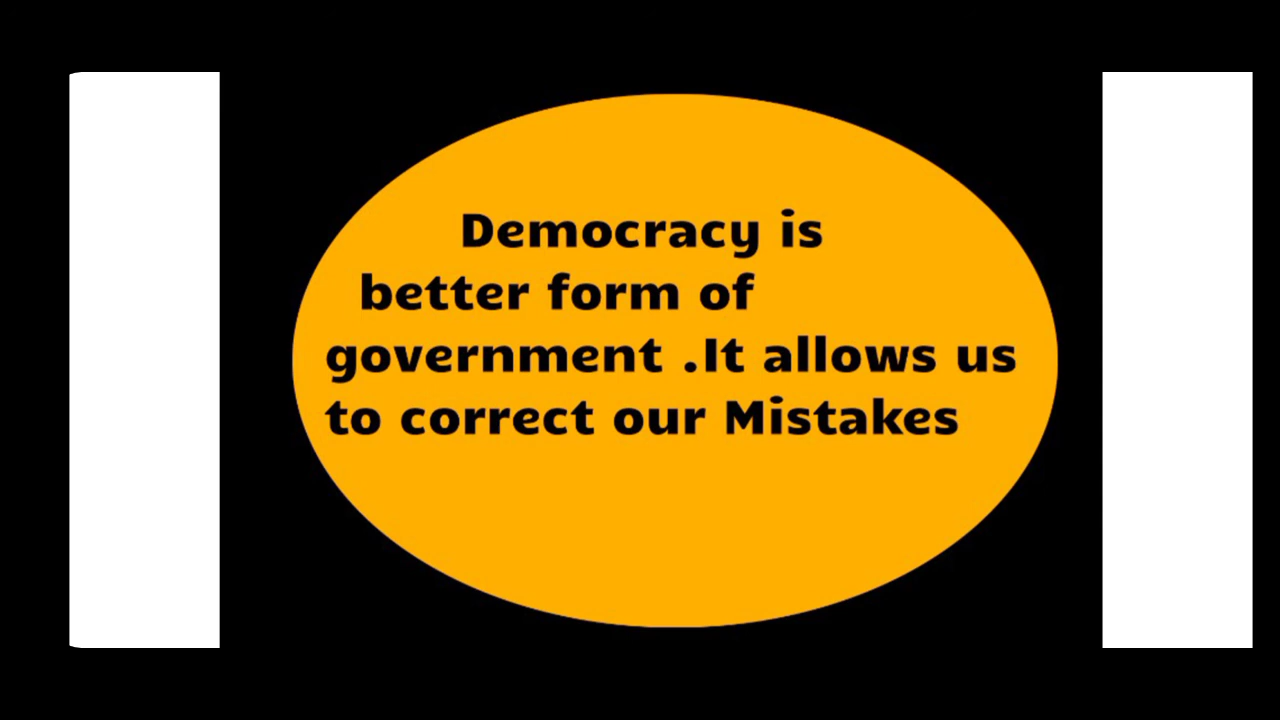 Democracy is
better form of
government .It allows us
to correct our Mistakes